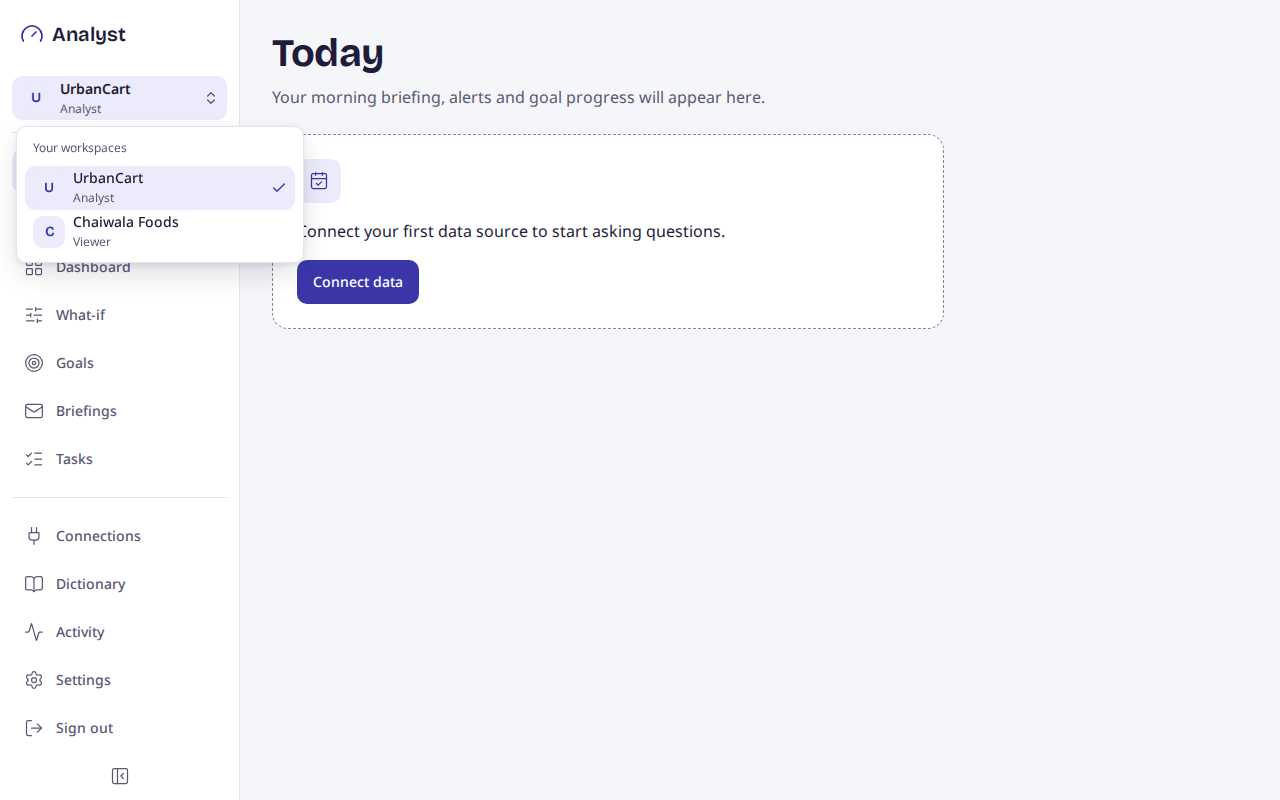 Analyst
U
UrbanCart
Analyst
Your workspaces
U
UrbanCart
Analyst
C
Chaiwala Foods
Viewer
Dashboard
What-if
Goals
Briefings
Tasks
Connections
Dictionary
Activity
Settings
Sign out
Today
Your morning briefing, alerts and goal progress will appear here.
Connect your first data source to start asking questions.
Connect data